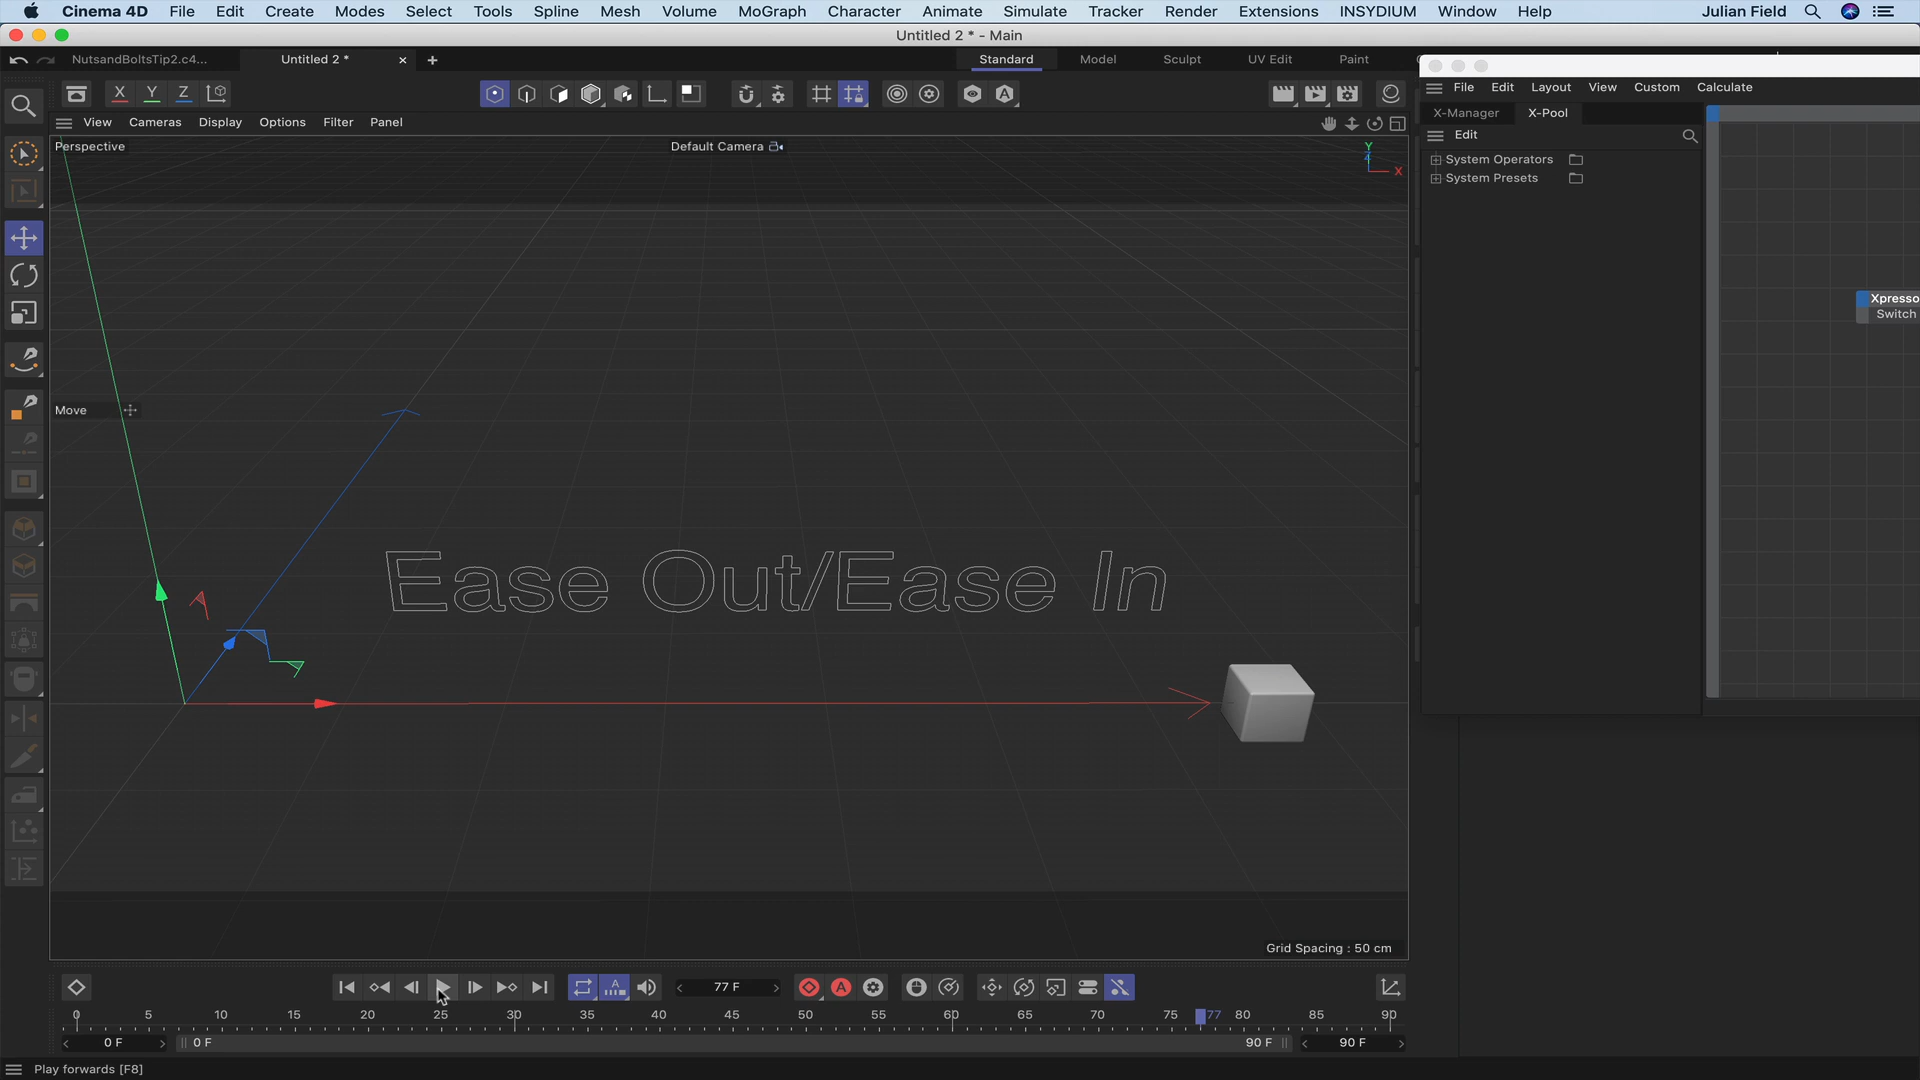 Cinema 4D File Edit Create Modes Select Tools Spline Mesh Volume MoGraph Character Animate Simulate Tracker Render Extensions INSYDIUM Window Help Julian Field
Untitled 2 * - Main
NutsandBoltsTip2.c4... Untitled 2 * × + Standard Model Sculpt UV Edit Paint
X Y Z
File Edit Layout View Custom Calculate
X-Manager X-Pool
View Cameras Display Options Filter Panel
Edit
Perspective Default Camera Y Z X
System Operators
System Presets
Xpresso
Switch
Move
Ease Out/Ease In
Grid Spacing : 50 cm
A 77 F A
0 5 10 15 20 25 30 35 40 45 50 55 60 65 70 75 77 80 85 90
0 F 0 F 90 F 90 F
Play forwards [F8]